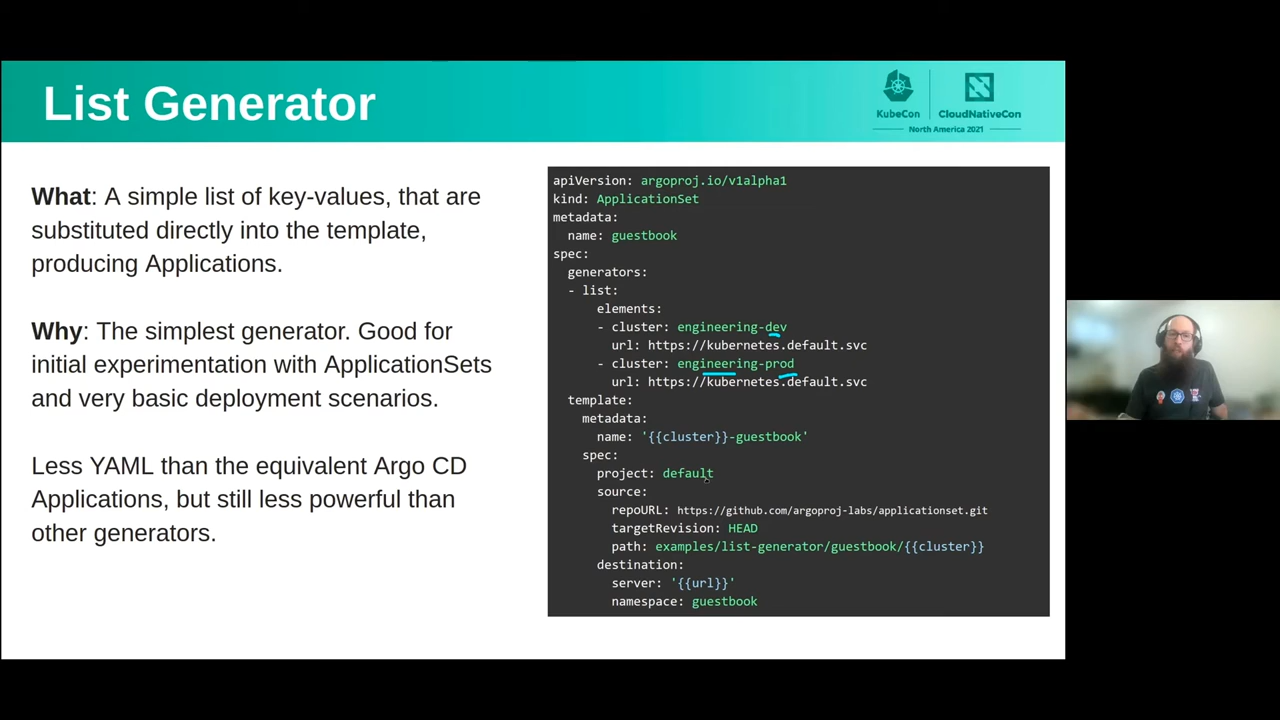 List Generator
KubeCon
CloudNativeCon
North America 2021
What: A simple list of key-values, that are
substituted directly into the template,
producing Applications.
Why: The simplest generator. Good for
initial experimentation with ApplicationSets
and very basic deployment scenarios.
Less YAML than the equivalent Argo CD
Applications, but still less powerful than
other generators.
apiVersion: argoproj.io/v1alpha1
kind: ApplicationSet
metadata:
  name: guestbook
spec:
  generators:
  - list:
      elements:
      - cluster: engineering-dev
        url: https://kubernetes.default.svc
      - cluster: engineering-prod
        url: https://kubernetes.default.svc
  template:
    metadata:
      name: '{{cluster}}-guestbook'
    spec:
      project: default
      source:
        repoURL: https://github.com/argoproj-labs/applicationset.git
        targetRevision: HEAD
        path: examples/list-generator/guestbook/{{cluster}}
      destination:
        server: '{{url}}'
        namespace: guestbook